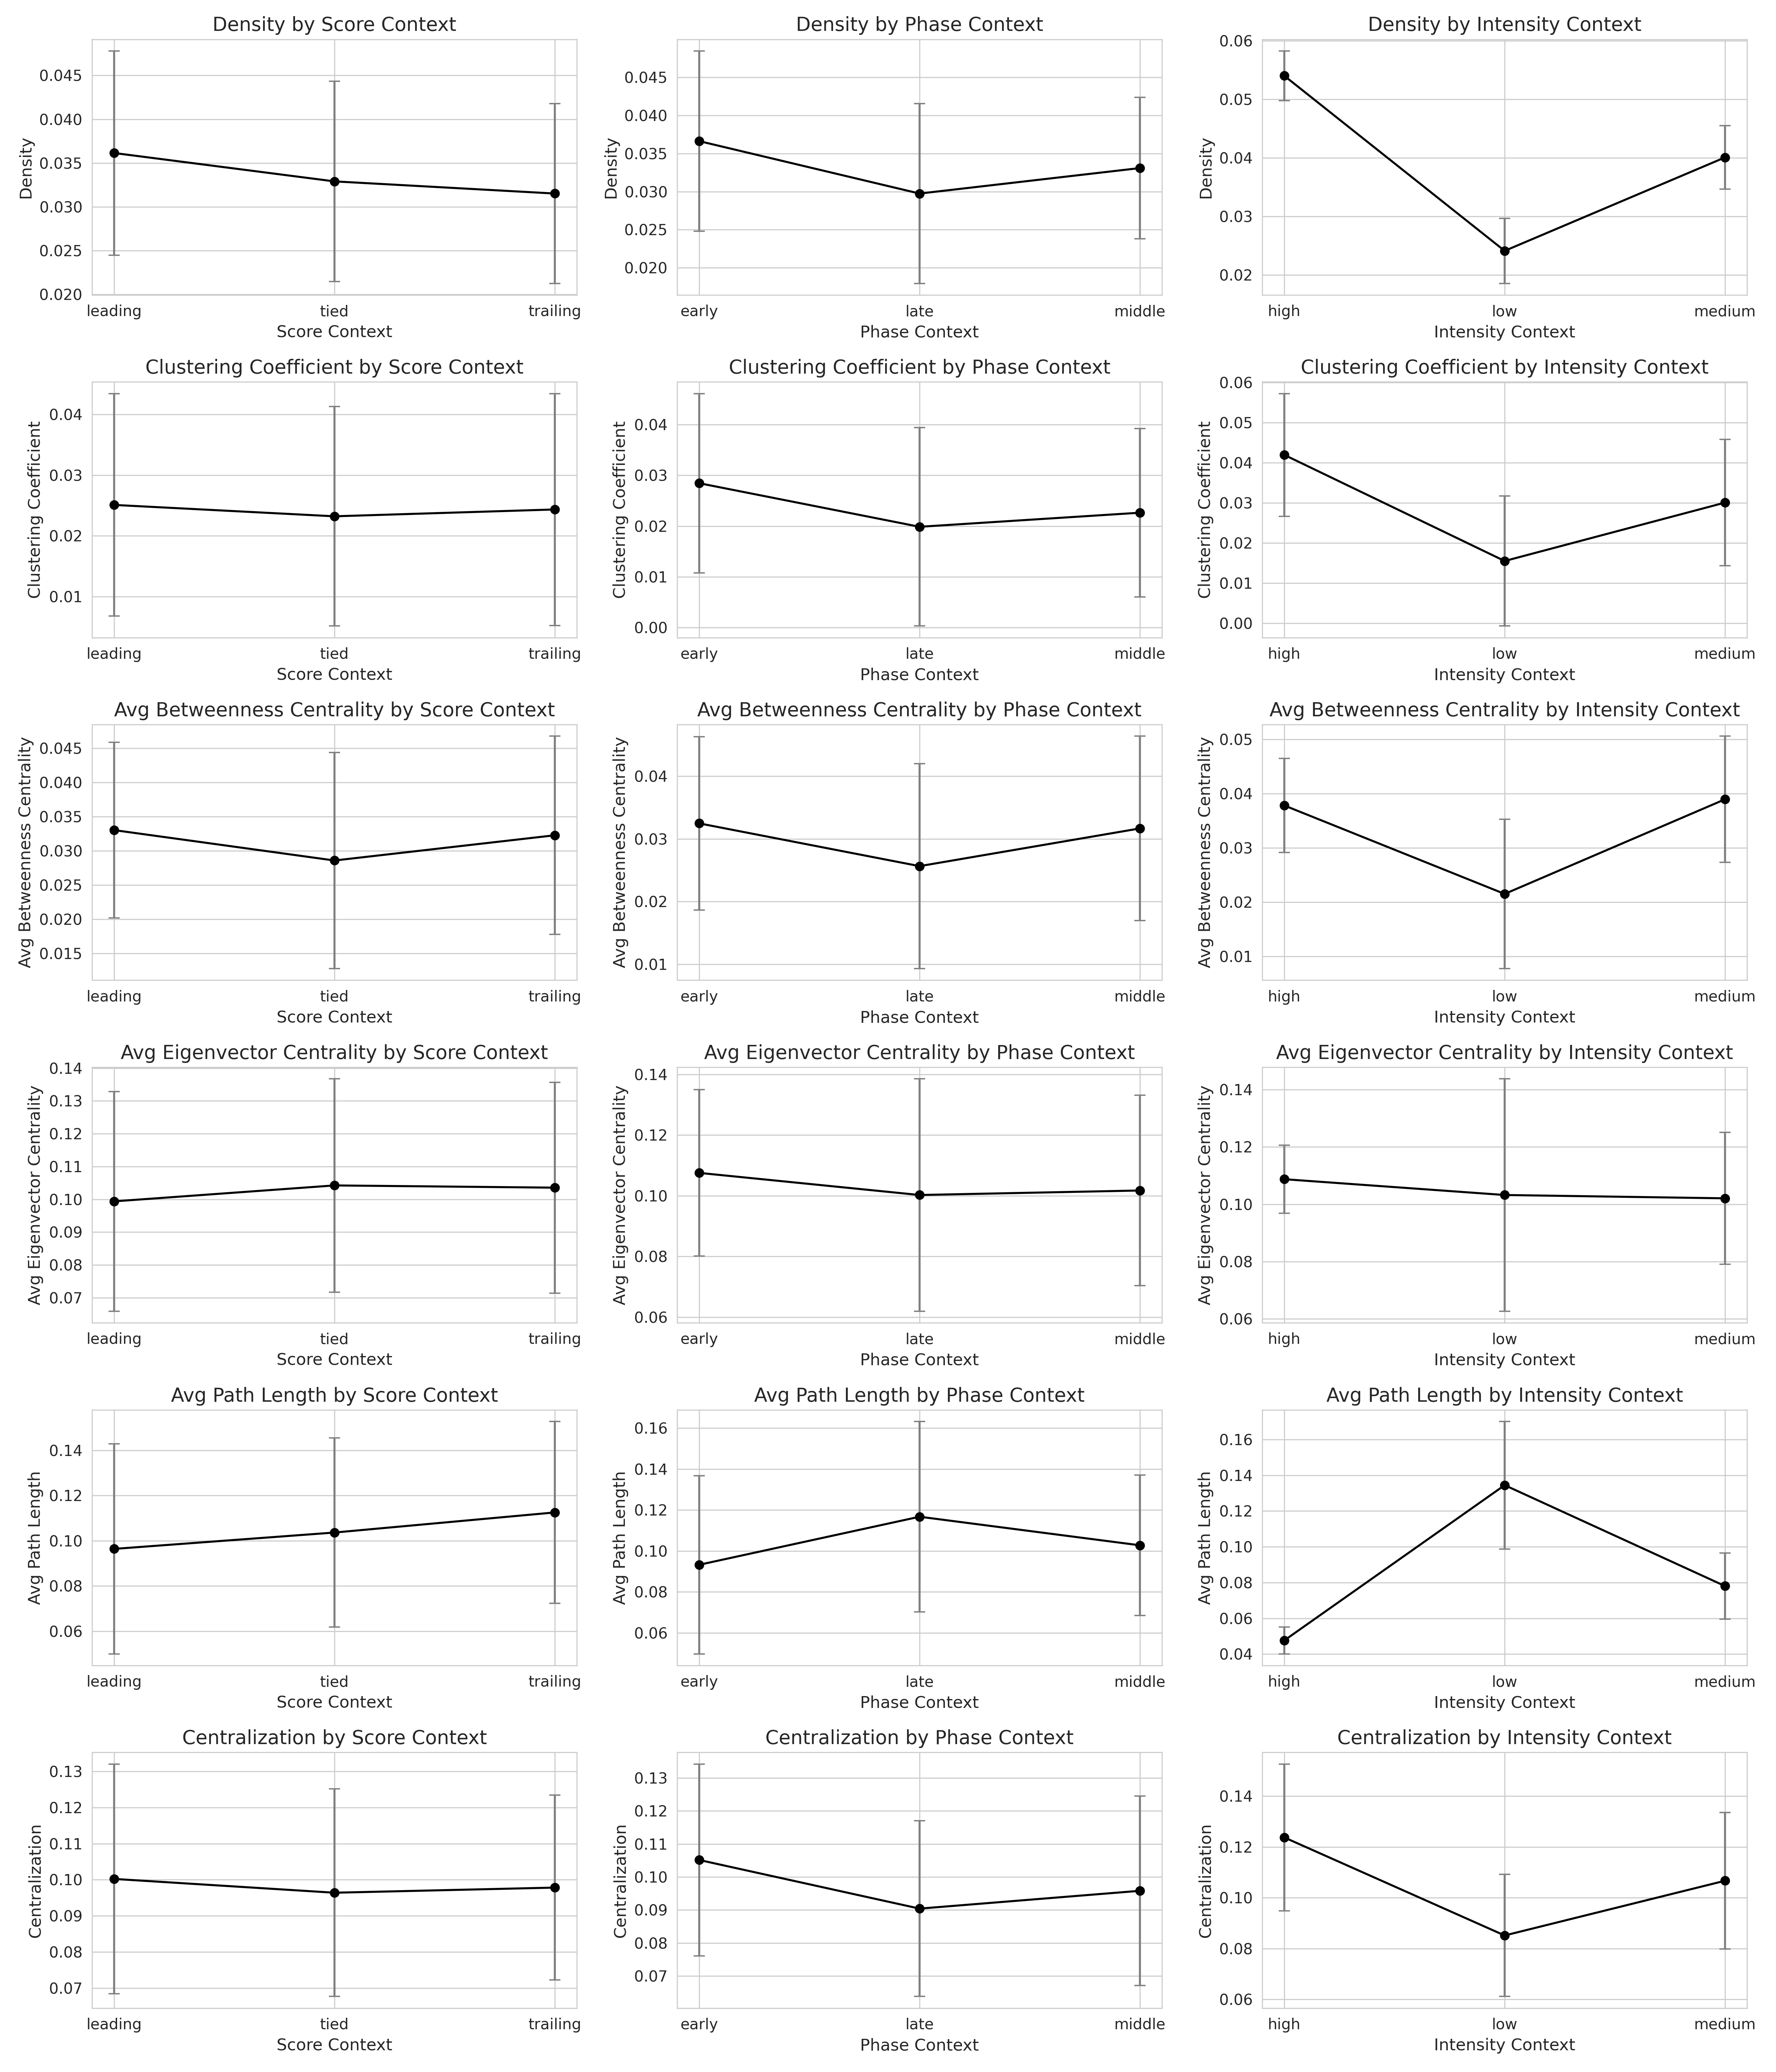 Density by Score Context
Density
0.045
0.040
0.035
0.030
0.025
0.020
leading tied trailing
Score Context
Density by Phase Context
Density
0.045
0.040
0.035
0.030
0.025
0.020
early late middle
Phase Context
Density by Intensity Context
Density
0.06
0.05
0.04
0.03
0.02
high low medium
Intensity Context
Clustering Coefficient by Score Context
Clustering Coefficient
0.04
0.03
0.02
0.01
leading tied trailing
Score Context
Clustering Coefficient by Phase Context
Clustering Coefficient
0.04
0.03
0.02
0.01
0.00
early late middle
Phase Context
Clustering Coefficient by Intensity Context
Clustering Coefficient
0.06
0.05
0.04
0.03
0.02
0.01
0.00
high low medium
Intensity Context
Avg Betweenness Centrality by Score Context
Avg Betweenness Centrality
0.045
0.040
0.035
0.030
0.025
0.020
0.015
leading tied trailing
Score Context
Avg Betweenness Centrality by Phase Context
Avg Betweenness Centrality
0.04
0.03
0.02
0.01
early late middle
Phase Context
Avg Betweenness Centrality by Intensity Context
Avg Betweenness Centrality
0.05
0.04
0.03
0.02
0.01
high low medium
Intensity Context
Avg Eigenvector Centrality by Score Context
Avg Eigenvector Centrality
0.14
0.13
0.12
0.11
0.10
0.09
0.08
0.07
leading tied trailing
Score Context
Avg Eigenvector Centrality by Phase Context
Avg Eigenvector Centrality
0.14
0.12
0.10
0.08
0.06
early late middle
Phase Context
Avg Eigenvector Centrality by Intensity Context
Avg Eigenvector Centrality
0.14
0.12
0.10
0.08
0.06
high low medium
Intensity Context
Avg Path Length by Score Context
Avg Path Length
0.14
0.12
0.10
0.08
0.06
leading tied trailing
Score Context
Avg Path Length by Phase Context
Avg Path Length
0.16
0.14
0.12
0.10
0.08
0.06
early late middle
Phase Context
Avg Path Length by Intensity Context
Avg Path Length
0.16
0.14
0.12
0.10
0.08
0.06
0.04
high low medium
Intensity Context
Centralization by Score Context
Centralization
0.13
0.12
0.11
0.10
0.09
0.08
0.07
leading tied trailing
Score Context
Centralization by Phase Context
Centralization
0.13
0.12
0.11
0.10
0.09
0.08
0.07
early late middle
Phase Context
Centralization by Intensity Context
Centralization
0.14
0.12
0.10
0.08
0.06
high low medium
Intensity Context